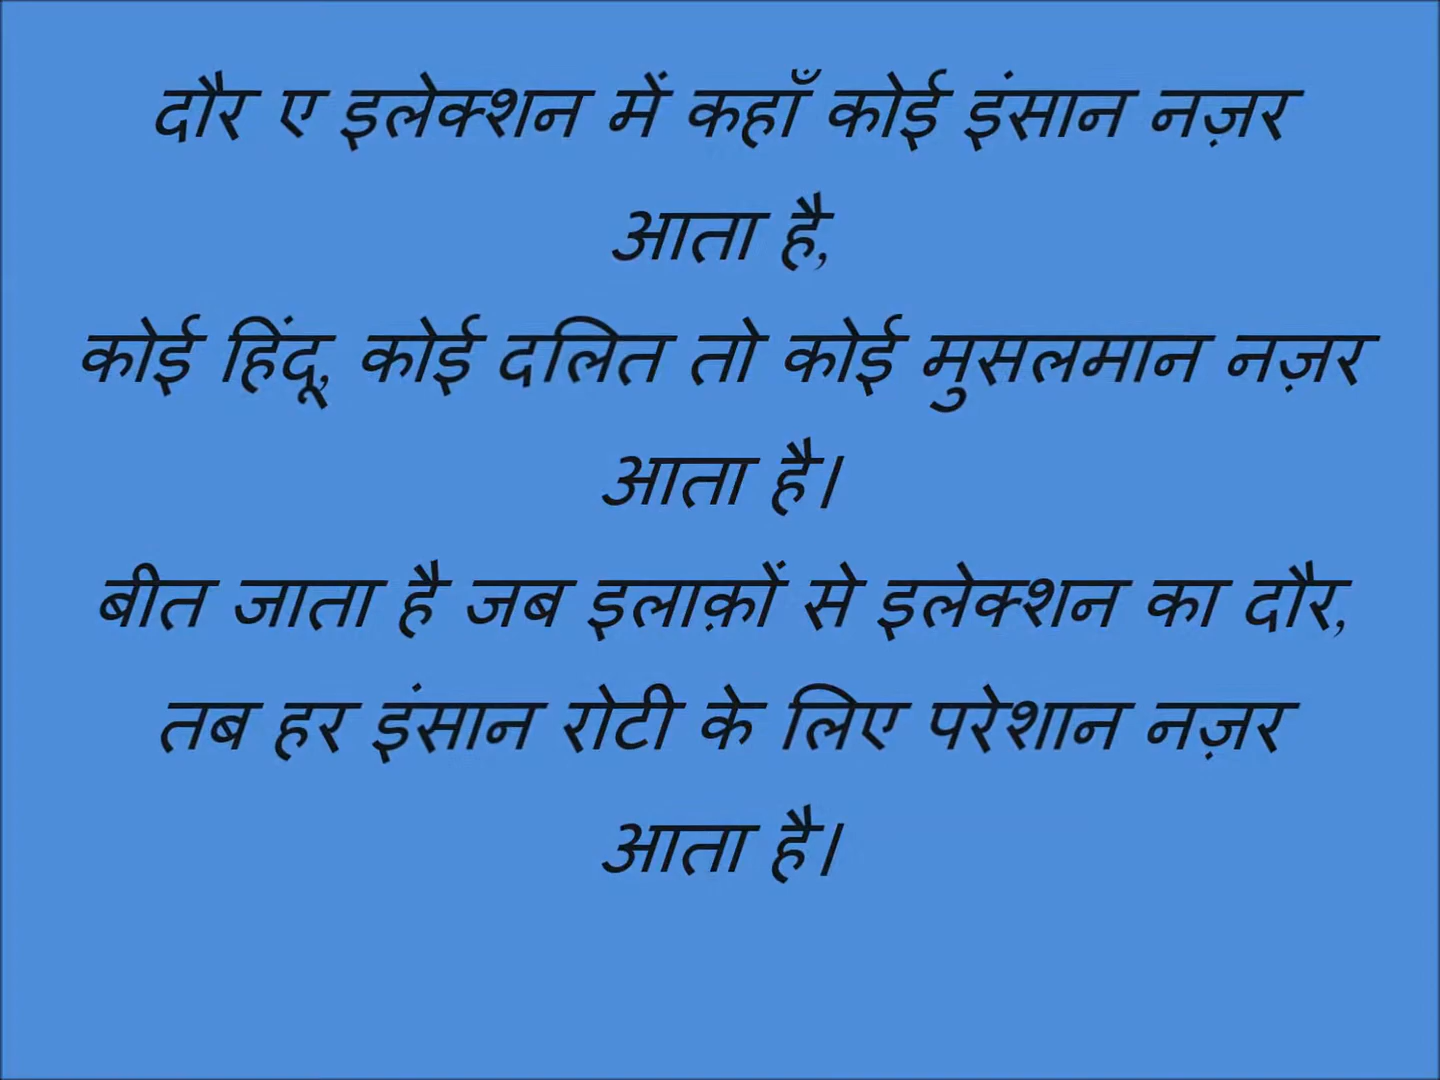 दौर ए इलेक्शन में कहाँ कोई इंसान नज़र
आता है,
कोई हिंदू, कोई दलित तो कोई मुसलमान नज़र
आता है।
बीत जाता है जब इलाक़ों से इलेक्शन का दौर,
तब हर इंसान रोटी के लिए परेशान नज़र
आता है।